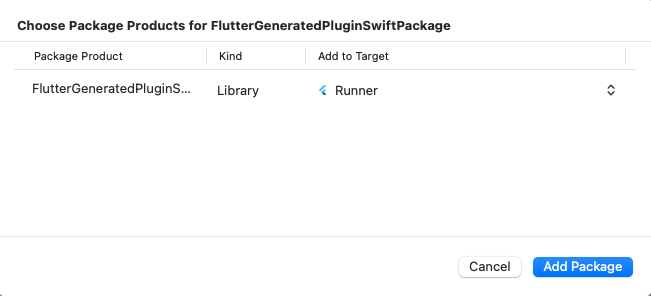 Choose Package Products for FlutterGeneratedPluginSwiftPackage
Package Product Kind Add to Target
FlutterGeneratedPluginS... Library Runner
Cancel Add Package